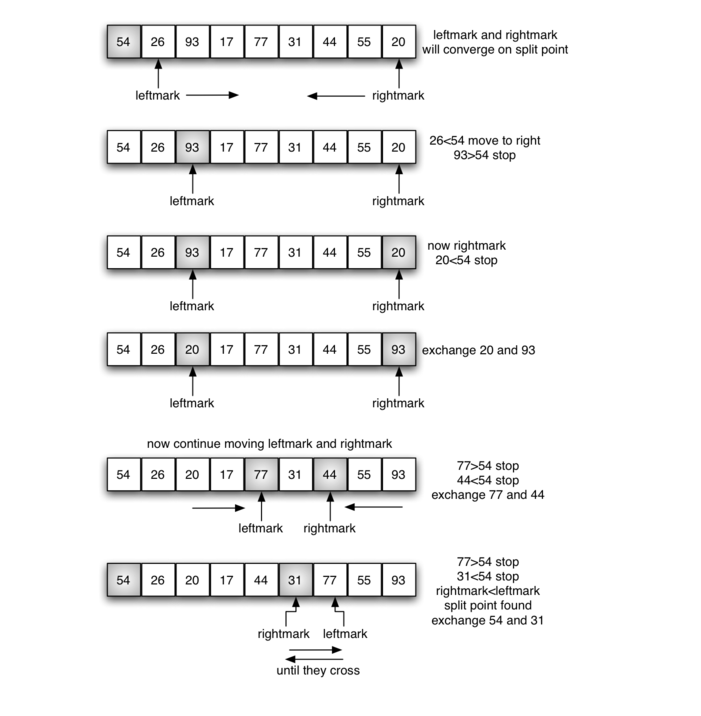 54 26 93 17 77 31 44 55 20
leftmark and rightmark
will converge on split point
leftmark
rightmark
54 26 93 17 77 31 44 55 20
26<54 move to right
93>54 stop
leftmark
rightmark
54 26 93 17 77 31 44 55 20
now rightmark
20<54 stop
leftmark
rightmark
54 26 20 17 77 31 44 55 93
exchange 20 and 93
leftmark
rightmark
now continue moving leftmark and rightmark
54 26 20 17 77 31 44 55 93
77>54 stop
44<54 stop
exchange 77 and 44
leftmark
rightmark
54 26 20 17 44 31 77 55 93
77>54 stop
31<54 stop
rightmark<leftmark
split point found
exchange 54 and 31
rightmark
leftmark
until they cross